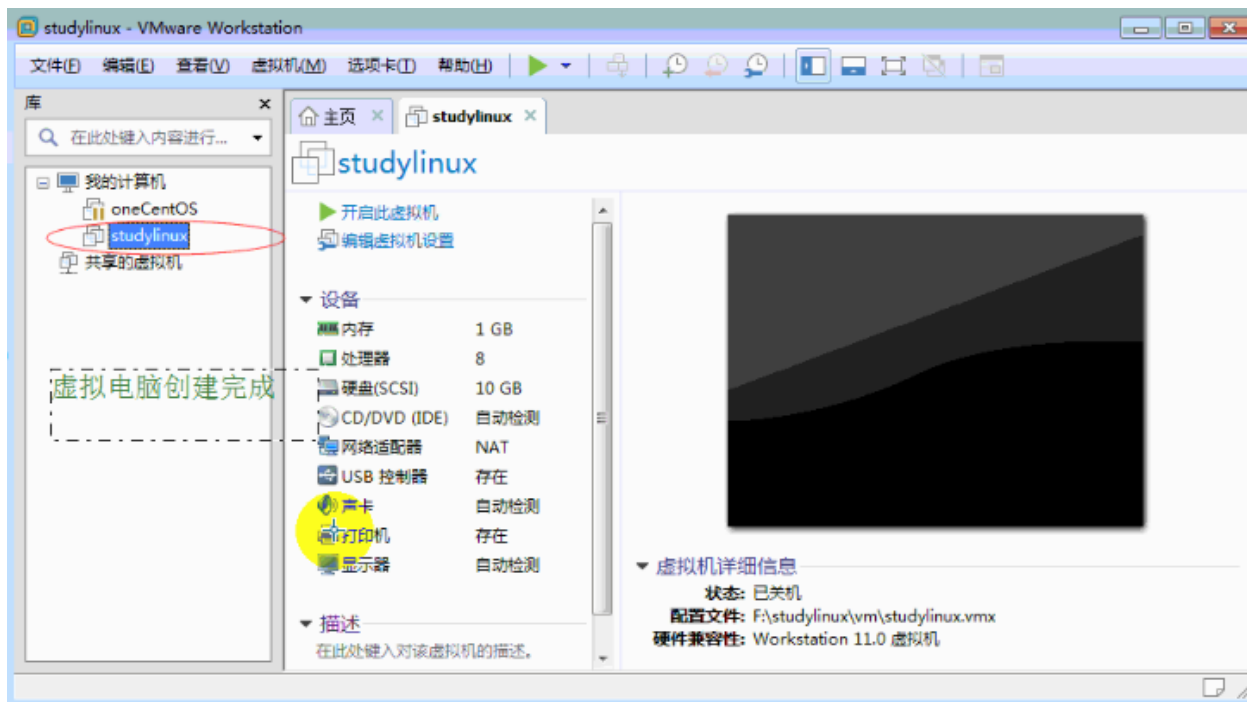 studylinux - VMware Workstation
文件(F) 编辑(E) 查看(V) 虚拟机(M) 选项卡(T) 帮助(H)
库
在此处键入内容进行...
我的计算机
oneCentOS
studylinux
共享的虚拟机
虚拟电脑创建完成
主页 studylinux
studylinux
开启此虚拟机
编辑虚拟机设置
设备
内存 1 GB
处理器 8
硬盘(SCSI) 10 GB
CD/DVD (IDE) 自动检测
网络适配器 NAT
USB 控制器 存在
声卡 自动检测
打印机 存在
显示器 自动检测
描述
在此处键入对该虚拟机的描述。
虚拟机详细信息
状态: 已关机
配置文件: F:\studylinux\vm\studylinux.vmx
硬件兼容性: Workstation 11.0 虚拟机